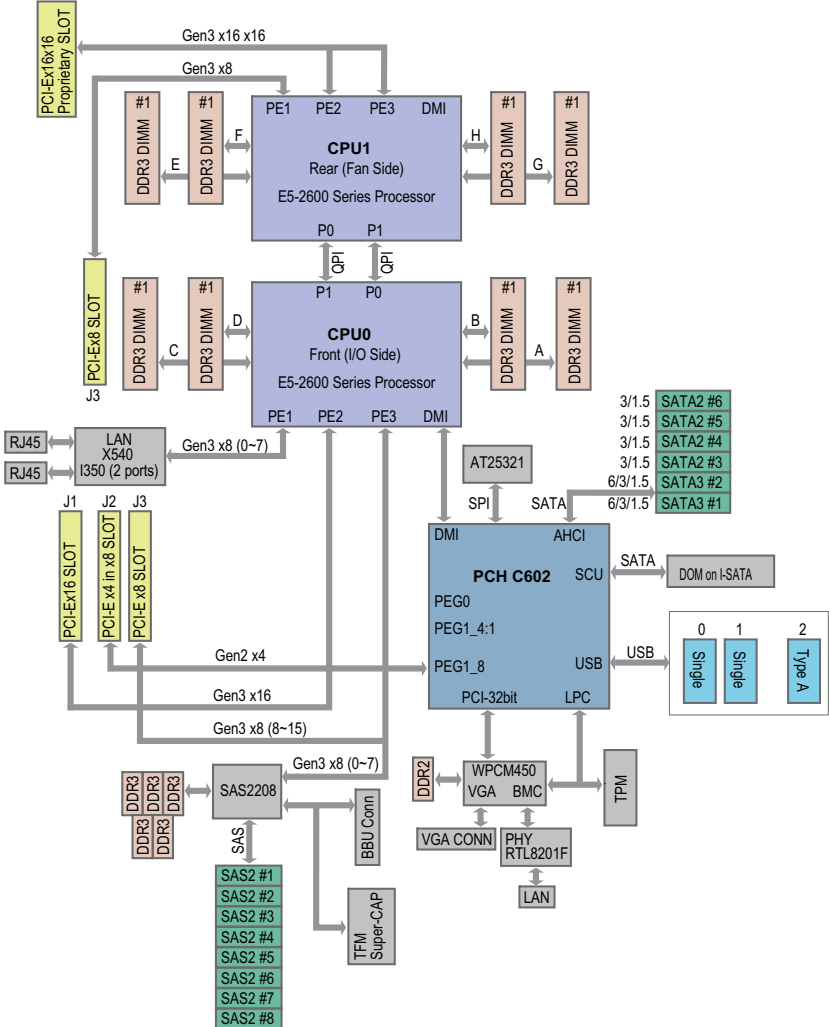 PCI-Ex16x16
Proprietary SLOT
Gen3 x16 x16
Gen3 x8
#1
DDR3 DIMM
#1
DDR3 DIMM
F
E
PE1
PE2
PE3
DMI
CPU1
Rear (Fan Side)
E5-2600 Series Processor
P0
P1
H
G
#1
DDR3 DIMM
#1
DDR3 DIMM
QPI
QPI
PCI-Ex8 SLOT
J3
#1
DDR3 DIMM
#1
DDR3 DIMM
D
C
P1
P0
CPU0
Front (I/O Side)
E5-2600 Series Processor
PE1
PE2
PE3
DMI
B
A
#1
DDR3 DIMM
#1
DDR3 DIMM
RJ45
RJ45
LAN
X540
I350 (2 ports)
Gen3 x8 (0~7)
AT25321
SPI
SATA
3/1.5
SATA2 #6
3/1.5
SATA2 #5
3/1.5
SATA2 #4
3/1.5
SATA2 #3
6/3/1.5
SATA3 #2
6/3/1.5
SATA3 #1
J1
PCI-Ex16 SLOT
J2
PCI-E x4 in x8 SLOT
J3
PCI-E x8 SLOT
DMI
AHCI
PCH C602
SCU
PEG0
PEG1_4:1
PEG1_8
USB
PCI-32bit
LPC
SATA
DOM on I-SATA
USB
0
Single
1
Single
2
Type A
Gen2 x4
Gen3 x16
Gen3 x8 (8~15)
Gen3 x8 (0~7)
DDR3
DDR3
DDR3
DDR3
DDR3
SAS2208
SAS
BBU Conn
TFM
Super-CAP
SAS2 #1
SAS2 #2
SAS2 #3
SAS2 #4
SAS2 #5
SAS2 #6
SAS2 #7
SAS2 #8
DDR2
WPCM450
VGA
BMC
TPM
VGA CONN
PHY
RTL8201F
LAN